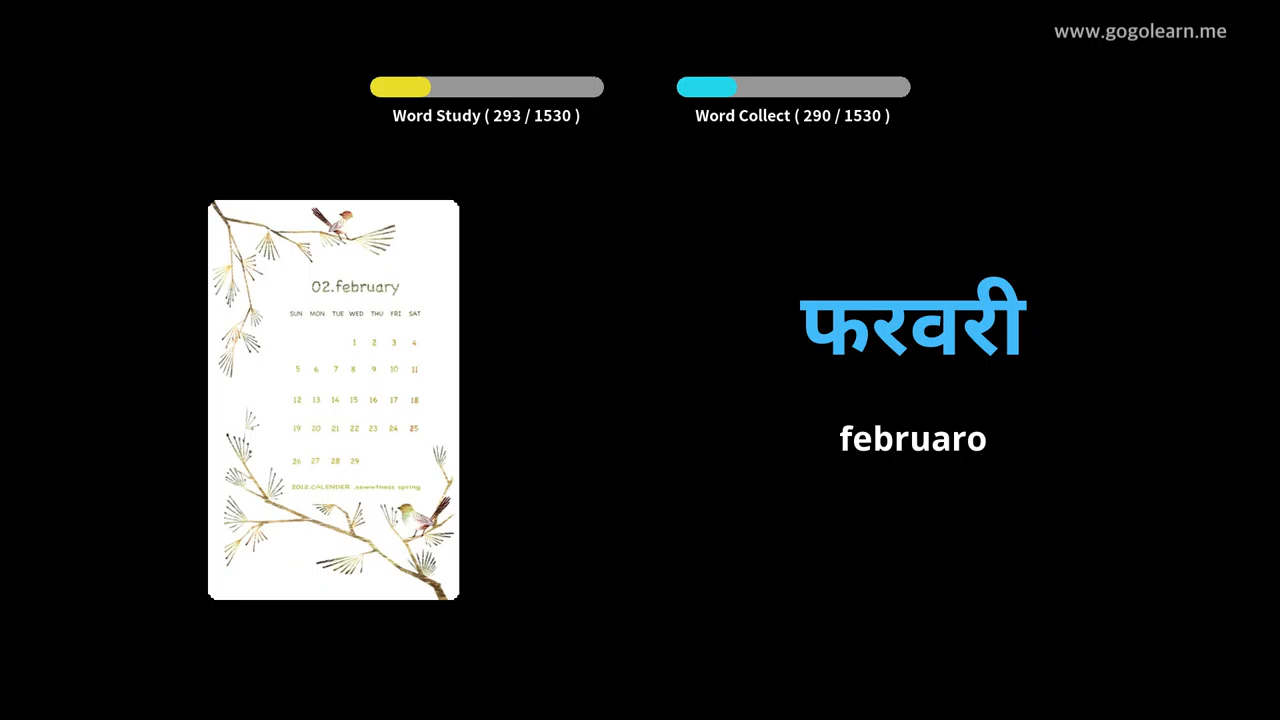 www.gogolearn.me
Word Study ( 293 / 1530 )
Word Collect ( 290 / 1530 )
02.february
SUN MON TUE WED THU FRI SAT
1 2 3 4
5 6 7 8 9 10 11
12 13 14 15 16 17 18
19 20 21 22 23 24 25
26 27 28 29
2012.CALENDER .sewwtness spring
फरवरी
februaro